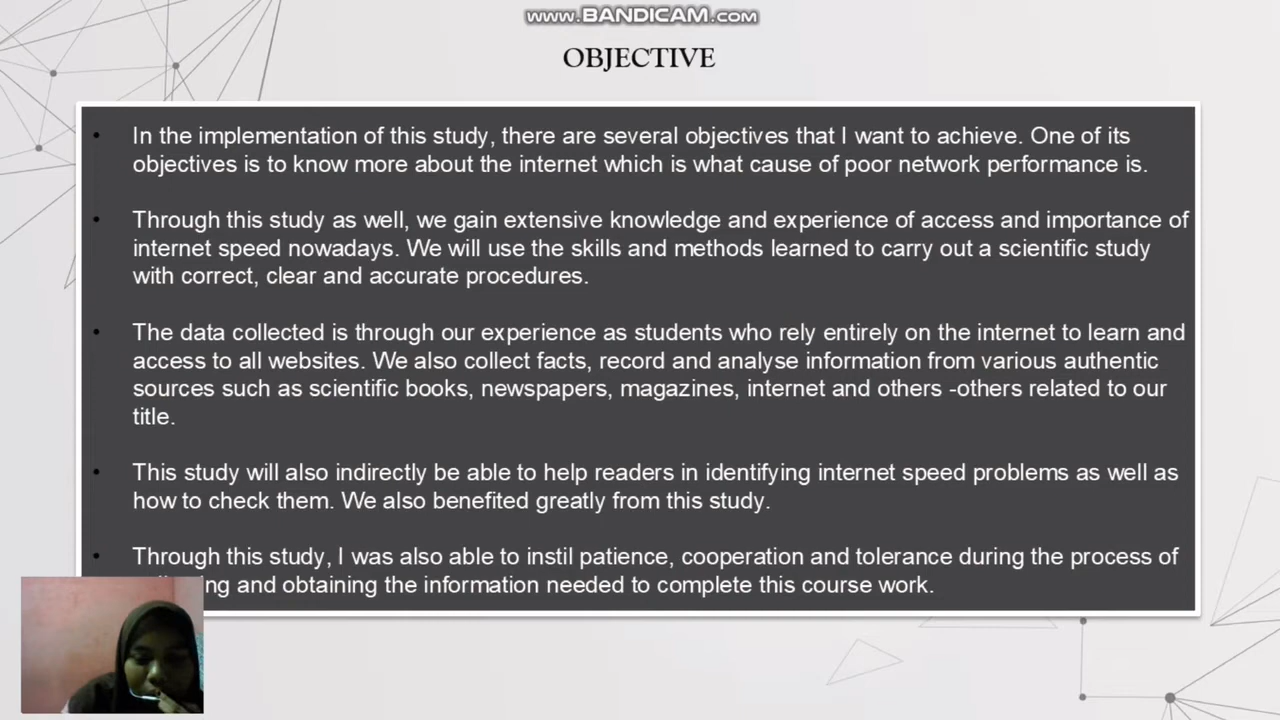 www.BANDICAM.com
OBJECTIVE
• In the implementation of this study, there are several objectives that I want to achieve. One of its
objectives is to know more about the internet which is what cause of poor network performance is.
• Through this study as well, we gain extensive knowledge and experience of access and importance of
internet speed nowadays. We will use the skills and methods learned to carry out a scientific study
with correct, clear and accurate procedures.
• The data collected is through our experience as students who rely entirely on the internet to learn and
access to all websites. We also collect facts, record and analyse information from various authentic
sources such as scientific books, newspapers, magazines, internet and others -others related to our
title.
• This study will also indirectly be able to help readers in identifying internet speed problems as well as
how to check them. We also benefited greatly from this study.
• Through this study, I was also able to instil patience, cooperation and tolerance during the process of
and obtaining the information needed to complete this course work.